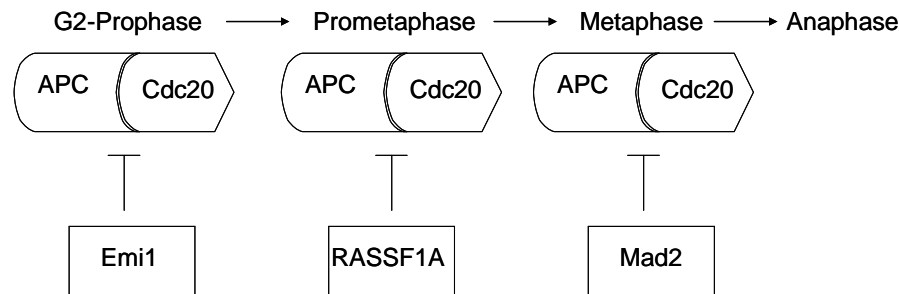 G2-Prophase Prometaphase Metaphase Anaphase
APC Cdc20 APC Cdc20 APC Cdc20
Emi1 RASSF1A Mad2